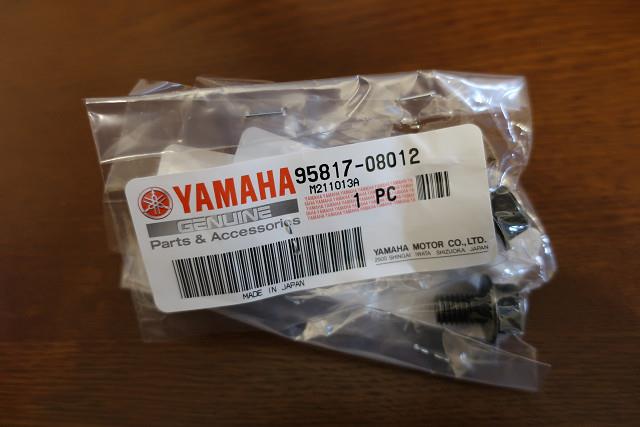 YAMAHA
GENUINE
Parts & Accessories
95817-08012
M211013A
1 PC
YAMAHA MOTOR CO., LTD.
2500 SHINGAI IWATA SHIZUOKA JAPAN
MADE IN JAPAN